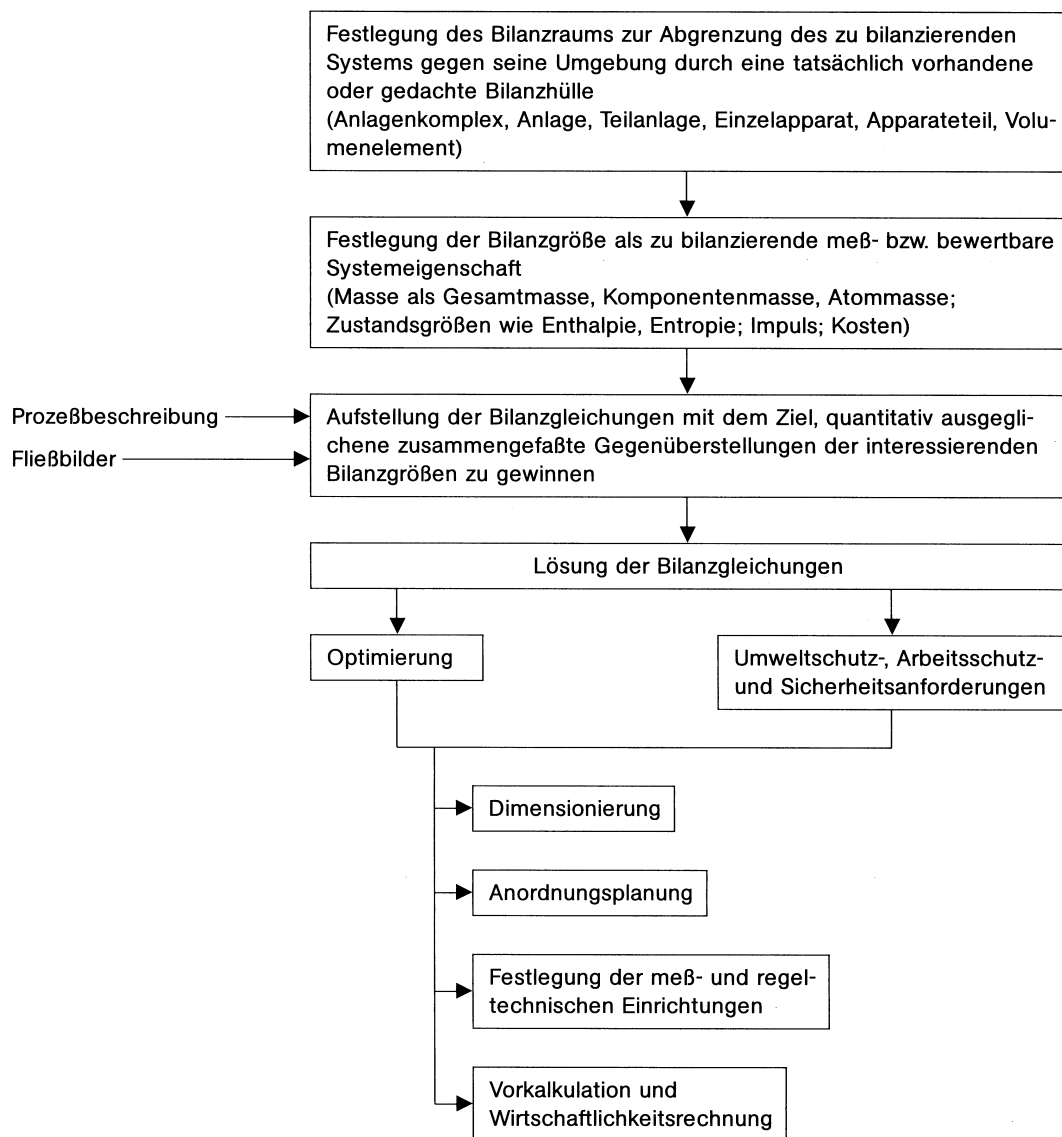 Festlegung des Bilanzraums zur Abgrenzung des zu bilanzierenden
Systems gegen seine Umgebung durch eine tatsächlich vorhandene
oder gedachte Bilanzhülle
(Anlagenkomplex, Anlage, Teilanlage, Einzelapparat, Apparateteil, Volu-
menelement)
Festlegung der Bilanzgröße als zu bilanzierende meß- bzw. bewertbare
Systemeigenschaft
(Masse als Gesamtmasse, Komponentenmasse, Atommasse;
Zustandsgrößen wie Enthalpie, Entropie; Impuls; Kosten)
Prozeßbeschreibung
Fließbilder
Aufstellung der Bilanzgleichungen mit dem Ziel, quantitativ ausgegli-
chene zusammengefaßte Gegenüberstellungen der interessierenden
Bilanzgrößen zu gewinnen
Lösung der Bilanzgleichungen
Optimierung
Umweltschutz-, Arbeitsschutz-
und Sicherheitsanforderungen
Dimensionierung
Anordnungsplanung
Festlegung der meß- und regel-
technischen Einrichtungen
Vorkalkulation und
Wirtschaftlichkeitsrechnung